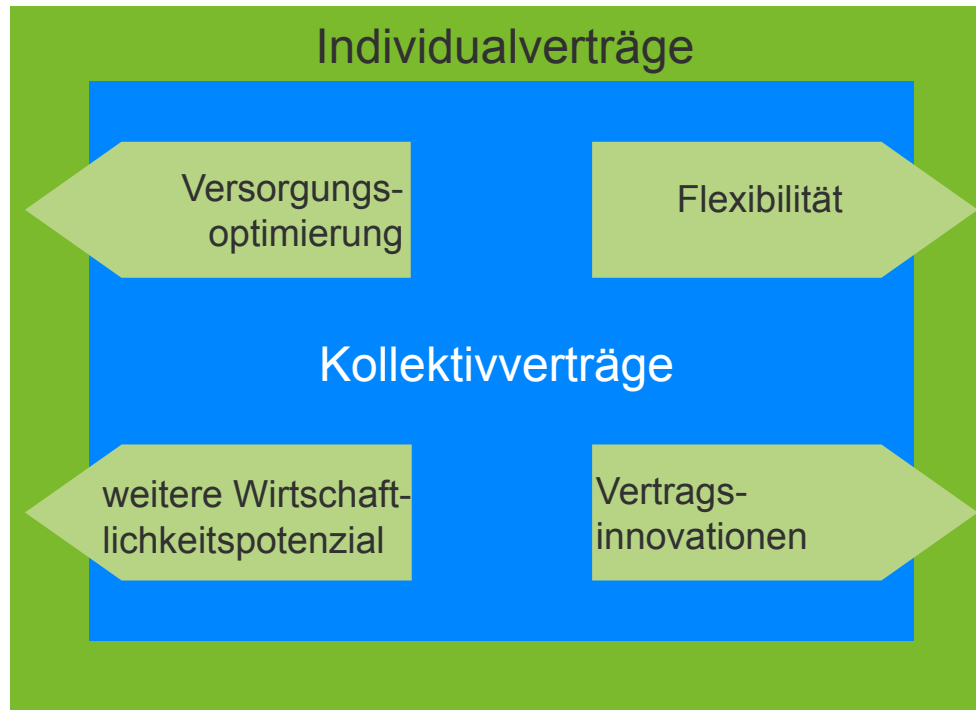 Individualverträge
Versorgungs-
optimierung
Flexibilität
Kollektivverträge
weitere Wirtschaft-
lichkeitspotenzial
Vertrags-
innovationen